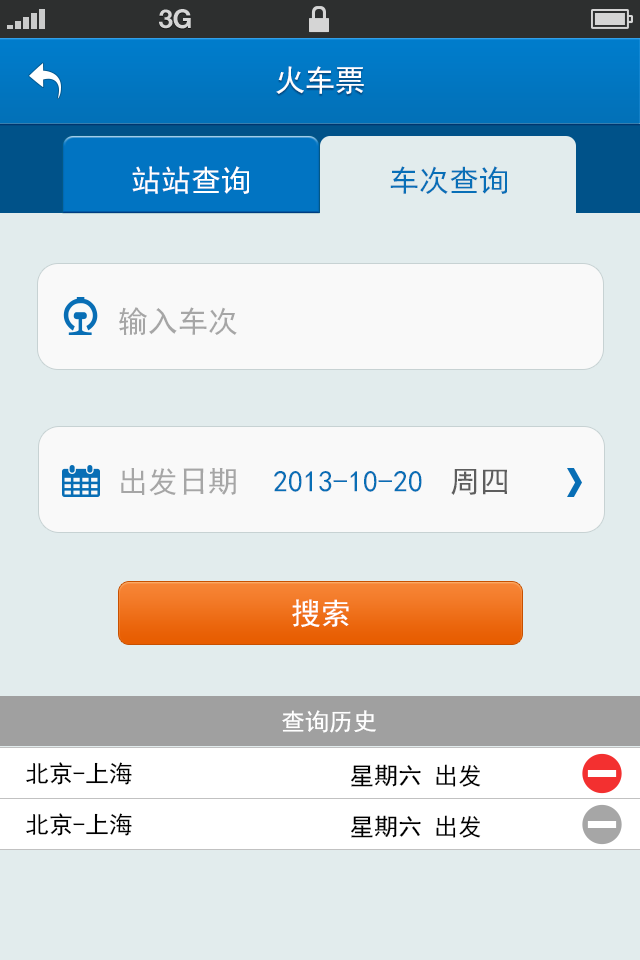 3G
火车票
站站查询 车次查询
输入车次
出发日期 2013-10-20 周四
搜索
查询历史
北京-上海 星期六 出发
北京-上海 星期六 出发